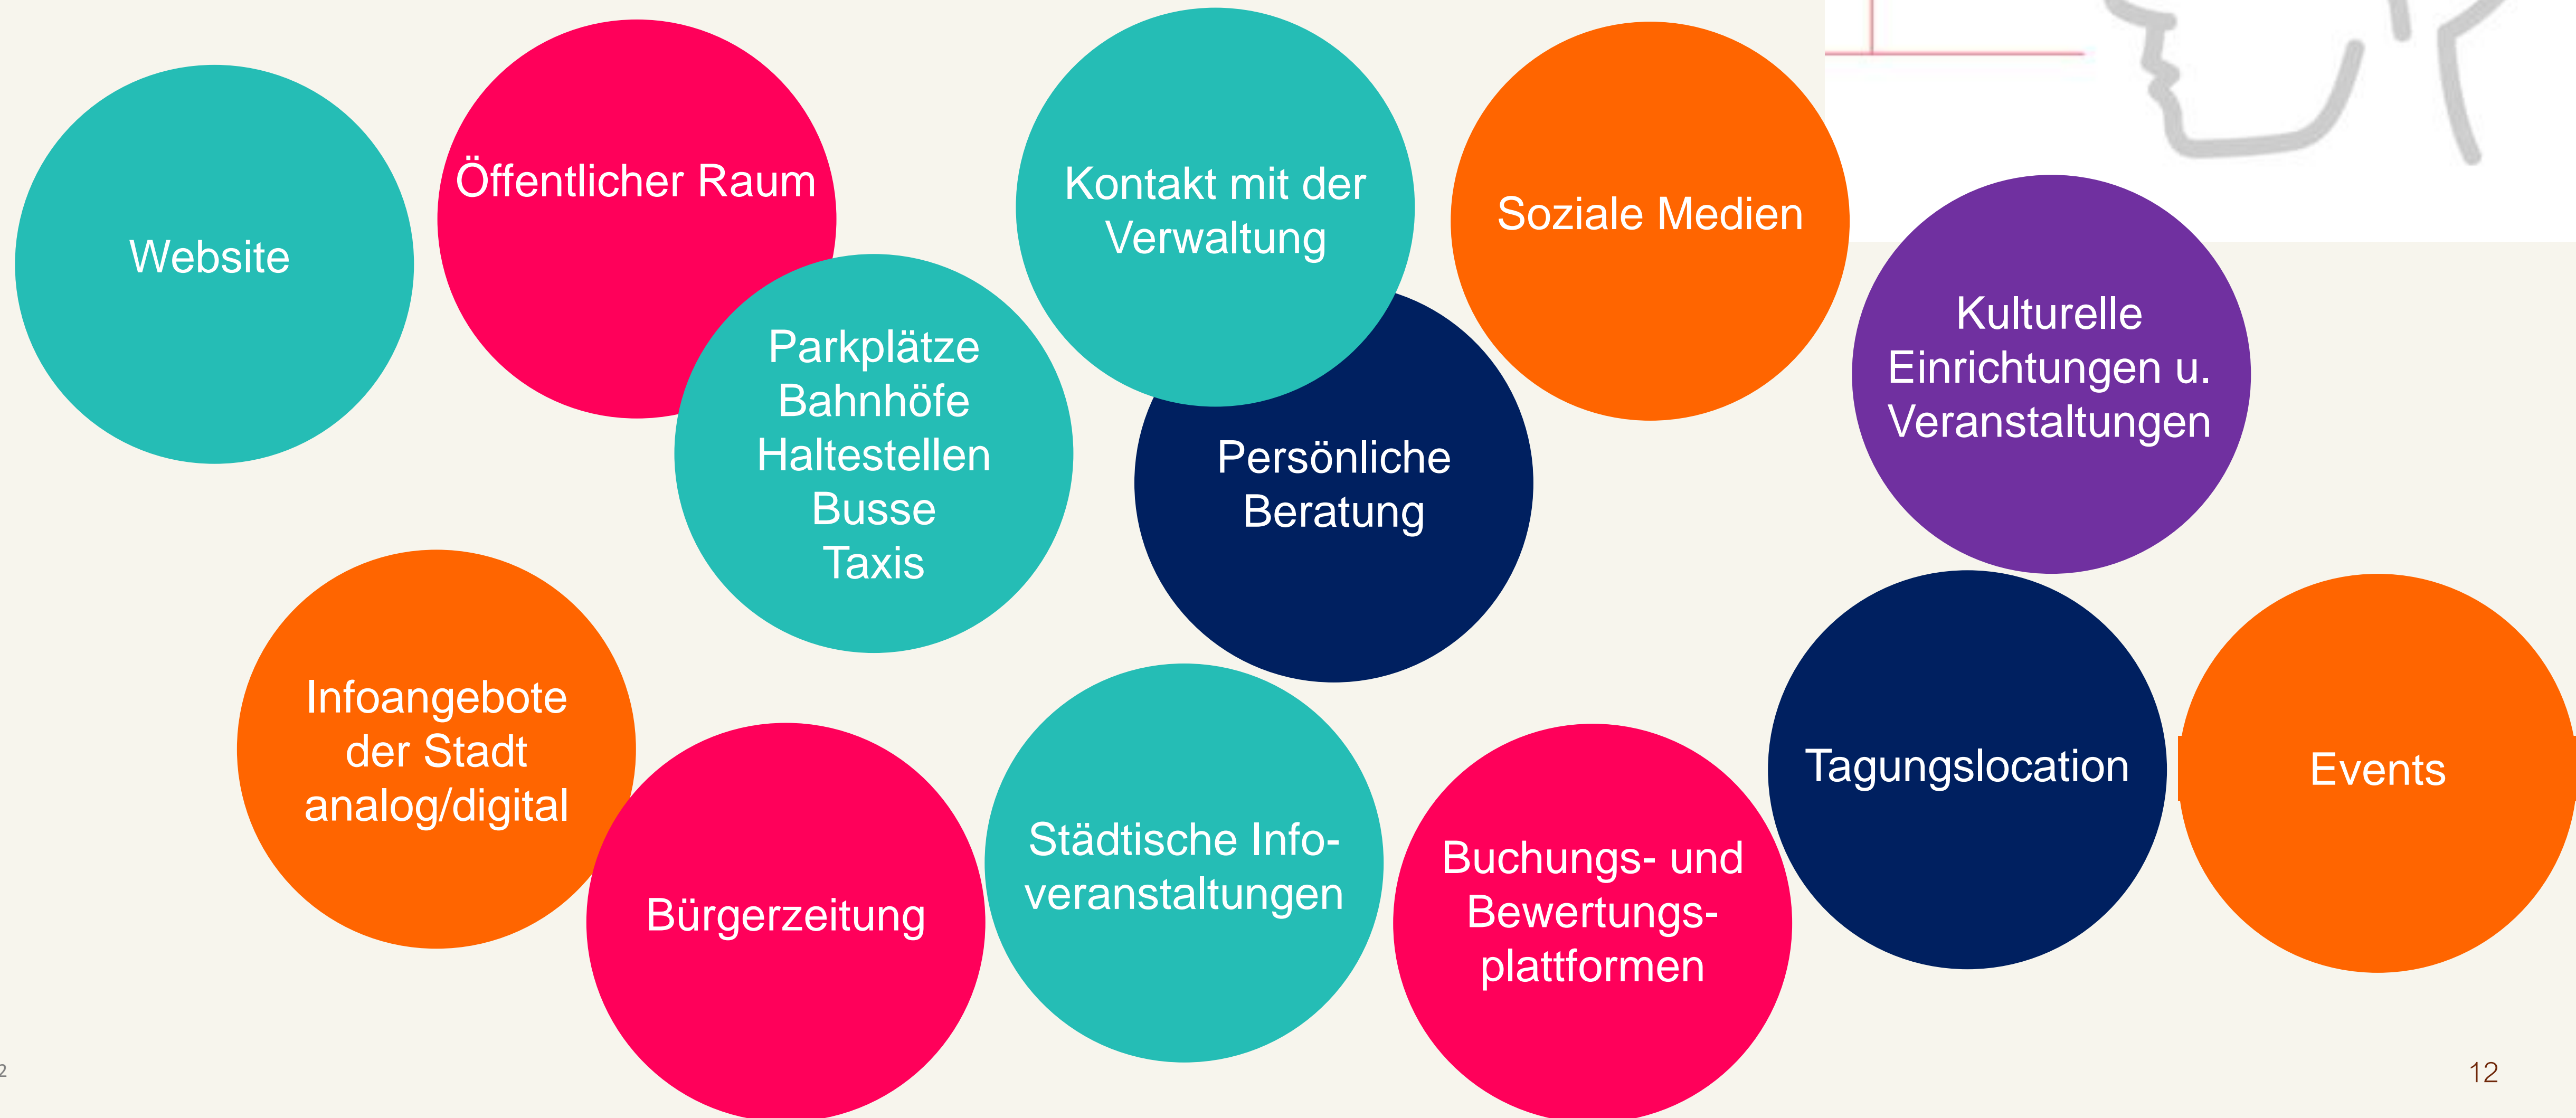 Website
Öffentlicher Raum
Kontakt mit der
Verwaltung
Soziale Medien
Kulturelle
Einrichtungen u.
Veranstaltungen
Parkplätze
Bahnhöfe
Haltestellen
Busse
Taxis
Persönliche
Beratung
Infoangebote
der Stadt
analog/digital
Bürgerzeitung
Städtische Info-
veranstaltungen
Buchungs- und
Bewertungs-
plattformen
Tagungslocation
Events
2
12